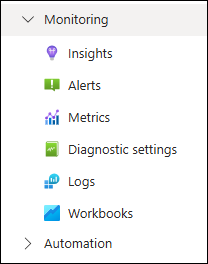 Monitoring
Insights
Alerts
Metrics
Diagnostic settings
Logs
Workbooks
Automation